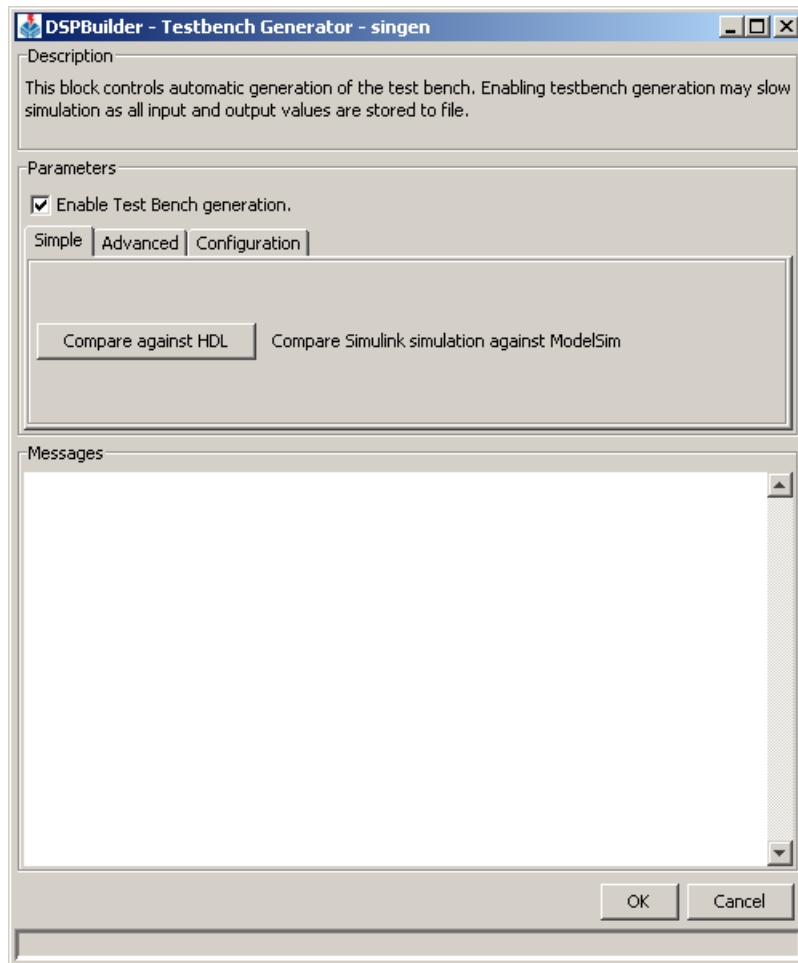 DSPBuilder - Testbench Generator - singen
Description
This block controls automatic generation of the test bench. Enabling testbench generation may slow
simulation as all input and output values are stored to file.
Parameters
Enable Test Bench generation.
Simple Advanced Configuration
Compare against HDL Compare Simulink simulation against ModelSim
Messages
OK Cancel